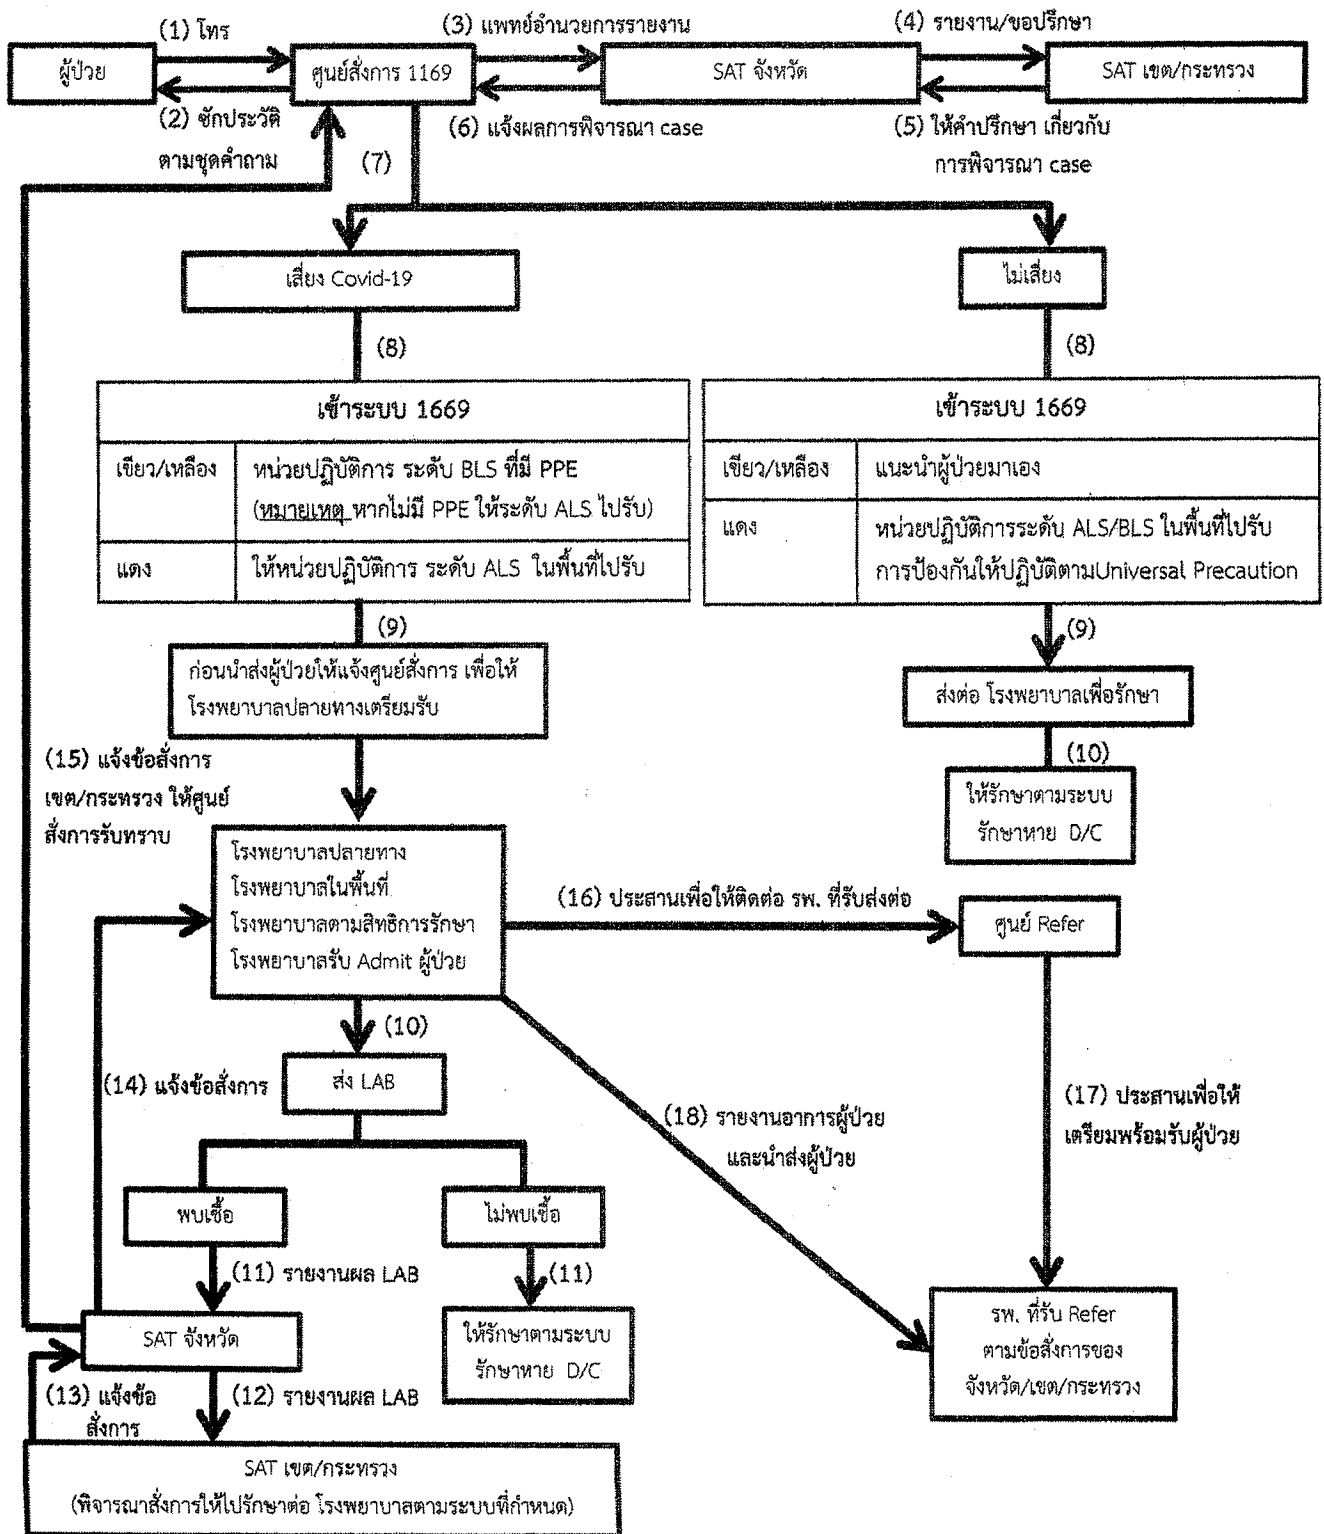 (1) โทร
(3) แพทย์อำนวยการรายงาน
(4) รายงาน/ขอปรึกษา
ผู้ป่วย
ศูนย์สั่งการ 1169
SAT จังหวัด
SAT เขต/กระทรวง
(2) ซักประวัติ
ตามชุดคำถาม
(6) แจ้งผลการพิจารณา case
(5) ให้คำปรึกษา เกี่ยวกับ
การพิจารณา case
(7)
เสี่ยง Covid-19
ไม่เสี่ยง
(8)
(8)
เข้าระบบ 1669
เขียว/เหลือง
หน่วยปฏิบัติการ ระดับ BLS ที่มี PPE
(หมายเหตุ หากไม่มี PPE ให้ระดับ ALS ไปรับ)
แดง
ให้หน่วยปฏิบัติการ ระดับ ALS ในพื้นที่ไปรับ
เข้าระบบ 1669
เขียว/เหลือง
แนะนำผู้ป่วยมาเอง
แดง
หน่วยปฏิบัติการระดับ ALS/BLS ในพื้นที่ไปรับ
การป้องกันให้ปฏิบัติตามUniversal Precaution
(9)
(9)
ก่อนนำส่งผู้ป่วยให้แจ้งศูนย์สั่งการ เพื่อให้
โรงพยาบาลปลายทางเตรียมรับ
ส่งต่อ โรงพยาบาลเพื่อรักษา
(10)
ให้รักษาตามระบบ
รักษาหาย D/C
(15) แจ้งข้อสั่งการ
เขต/กระทรวง ให้ศูนย์
สั่งการรับทราบ
โรงพยาบาลปลายทาง
โรงพยาบาลในพื้นที่
โรงพยาบาลตามสิทธิการรักษา
โรงพยาบาลรับ Admit ผู้ป่วย
(16) ประสานเพื่อให้ติดต่อ รพ. ที่รับส่งต่อ
ศูนย์ Refer
(10)
ส่ง LAB
(14) แจ้งข้อสั่งการ
(18) รายงานอาการผู้ป่วย
และนำส่งผู้ป่วย
(17) ประสานเพื่อให้
เตรียมพร้อมรับผู้ป่วย
พบเชื้อ
ไม่พบเชื้อ
(11) รายงานผล LAB
(11)
SAT จังหวัด
ให้รักษาตามระบบ
รักษาหาย D/C
รพ. ที่รับ Refer
ตามข้อสั่งการของ
จังหวัด/เขต/กระทรวง
(13) แจ้งข้อ
สั่งการ
(12) รายงานผล LAB
SAT เขต/กระทรวง
(พิจารณาสั่งการให้ไปรักษาต่อ โรงพยาบาลตามระบบที่กำหนด)